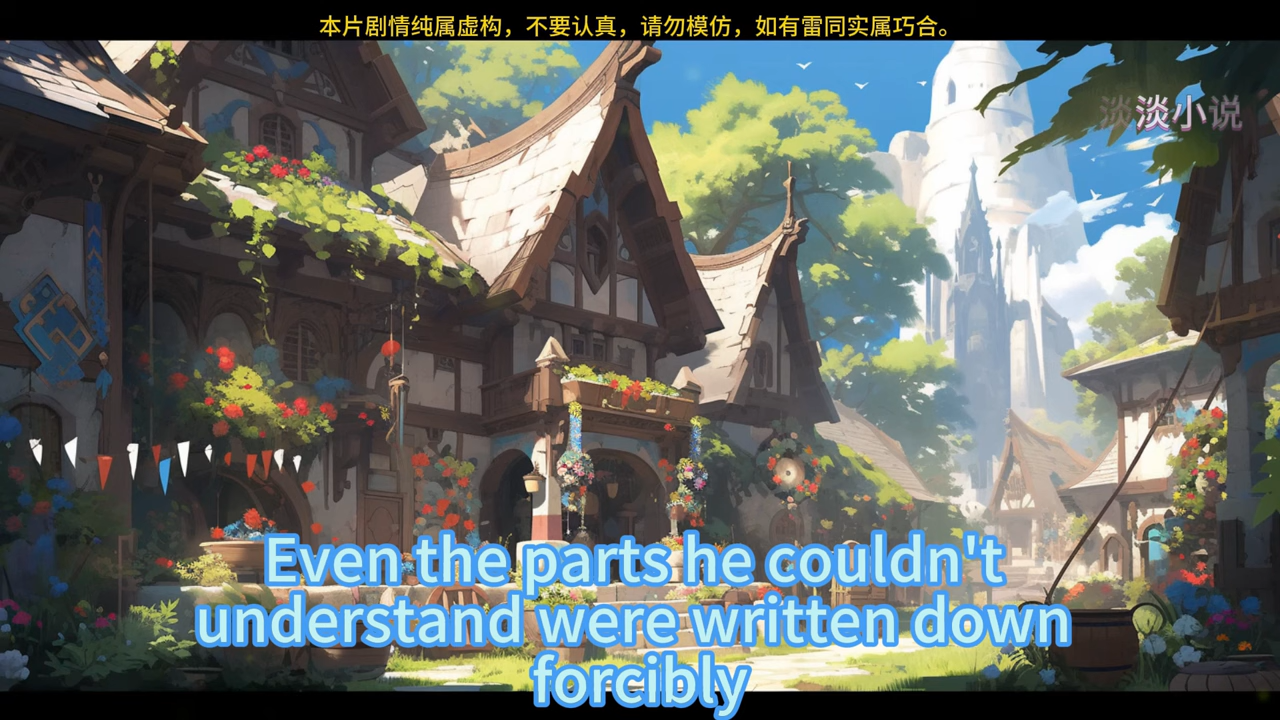 本片剧情纯属虚构，不要认真，请勿模仿，如有雷同实属巧合。
淡淡小说
Even the parts he couldn't
understand were written down
forcibly